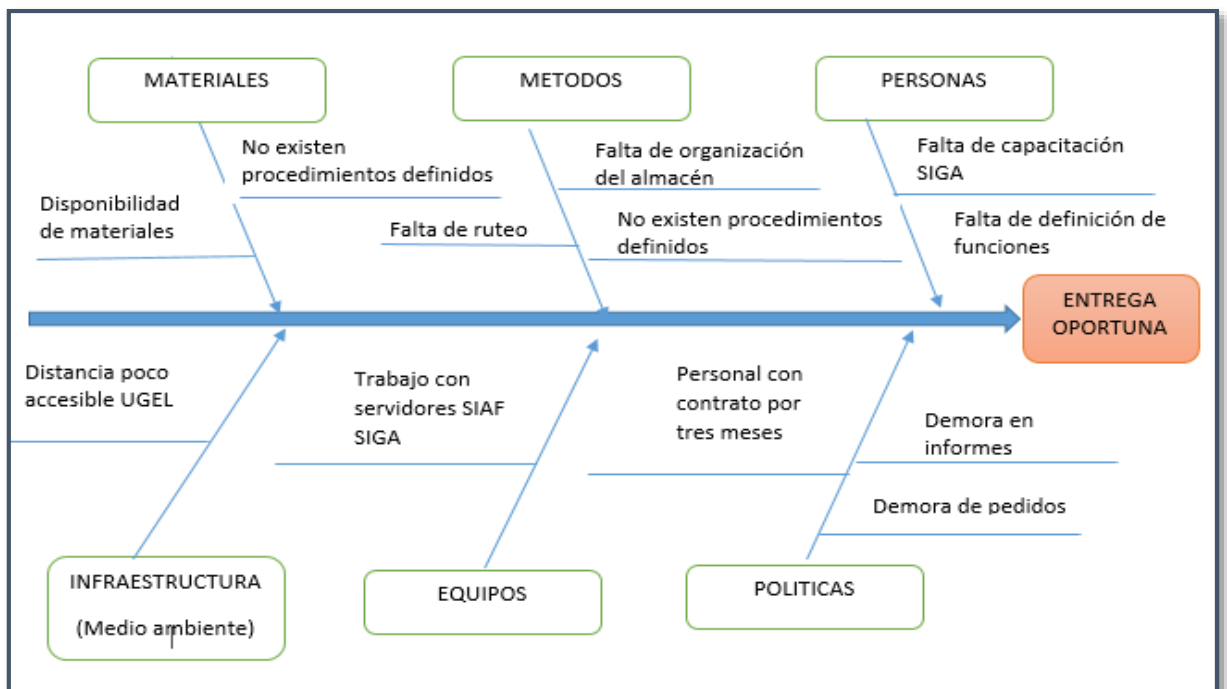 MATERIALES
METODOS
PERSONAS
No existen
procedimientos definidos
Disponibilidad
de materiales
Falta de organización
del almacén
Falta de ruteo
No existen procedimientos
definidos
Falta de capacitación
SIGA
Falta de definición de
funciones
ENTREGA
OPORTUNA
Distancia poco
accesible UGEL
Trabajo con
servidores SIAF
SIGA
Personal con
contrato por
tres meses
Demora en
informes
Demora de pedidos
INFRAESTRUCTURA
(Medio ambiente)
EQUIPOS
POLITICAS